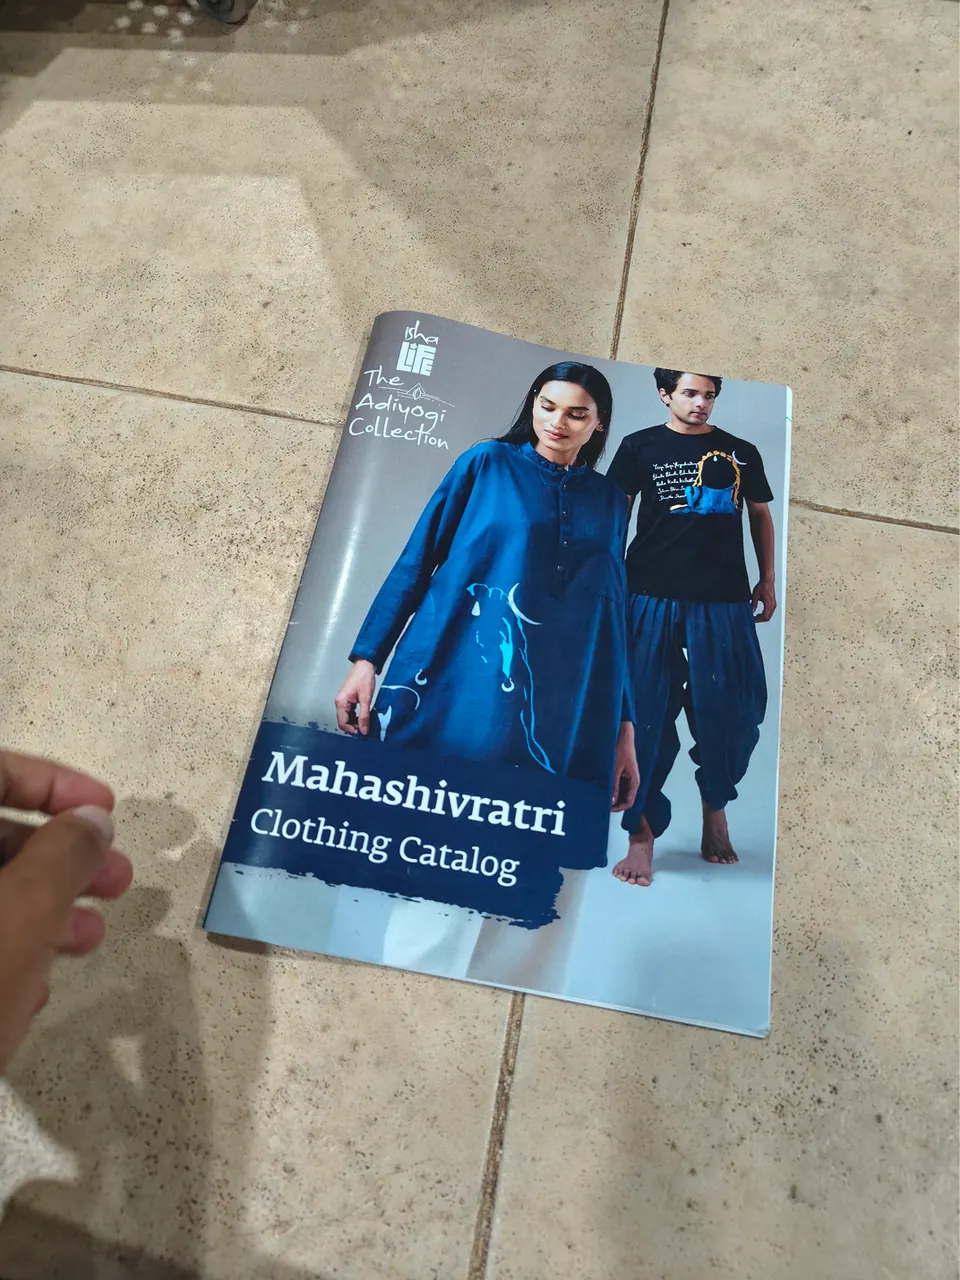 isha
LIFE
The
Adiyogi
Collection
Mahashivratri
Clothing Catalog